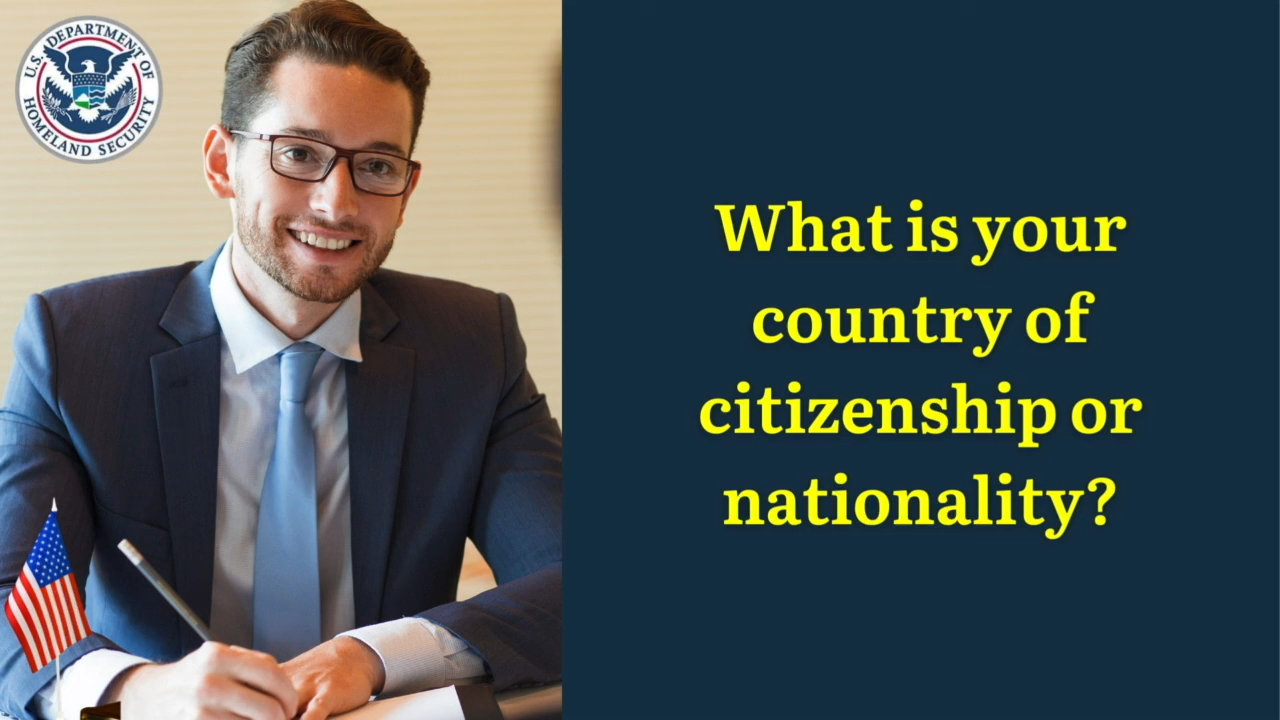 U.S. DEPARTMENT OF
HOMELAND SECURITY
What is your
country of
citizenship or
nationality?